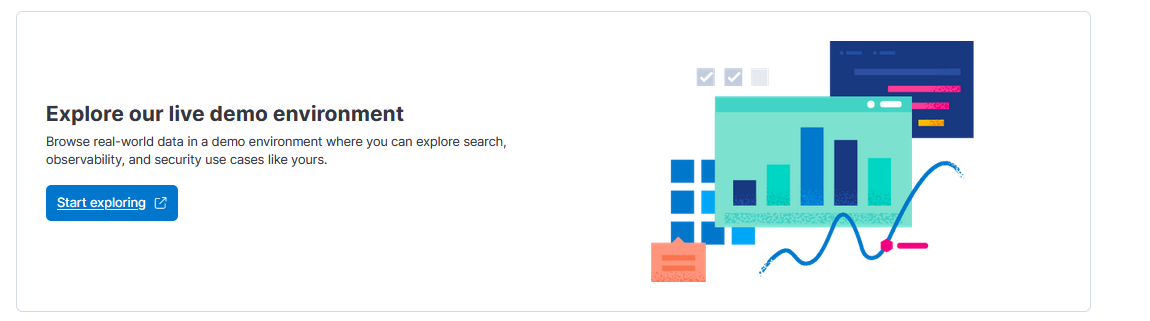 Explore our live demo environment
Browse real-world data in a demo environment where you can explore search,
observability, and security use cases like yours.
Start exploring